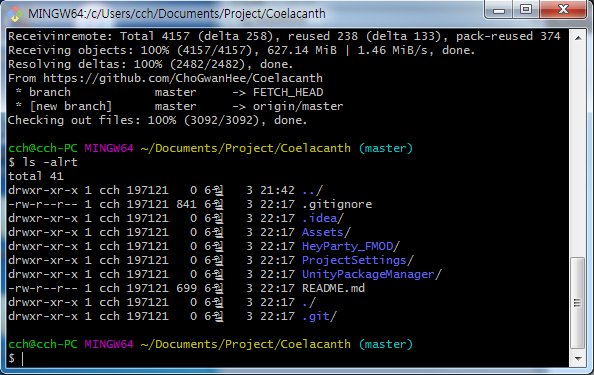 MINGW64:/c/Users/cch/Documents/Project/Coelacanth
Receivinremote: Total 4157 (delta 258), reused 238 (delta 133), pack-reused 374
Receiving objects: 100% (4157/4157), 627.14 MiB | 1.46 MiB/s, done.
Resolving deltas: 100% (2482/2482), done.
From https://github.com/ChoGwanHee/Coelacanth
 * branch            master     -> FETCH_HEAD
 * [new branch]      master     -> origin/master
Checking out files: 100% (3092/3092), done.
cch@cch-PC MINGW64 ~/Documents/Project/Coelacanth (master)
$ ls -alrt
total 41
drwxr-xr-x 1 cch 197121   0 6월   3 21:42 ../
-rw-r--r-- 1 cch 197121 841 6월   3 22:17 .gitignore
drwxr-xr-x 1 cch 197121   0 6월   3 22:17 .idea/
drwxr-xr-x 1 cch 197121   0 6월   3 22:17 Assets/
drwxr-xr-x 1 cch 197121   0 6월   3 22:17 HeyParty_FMOD/
drwxr-xr-x 1 cch 197121   0 6월   3 22:17 ProjectSettings/
drwxr-xr-x 1 cch 197121   0 6월   3 22:17 UnityPackageManager/
-rw-r--r-- 1 cch 197121 699 6월   3 22:17 README.md
drwxr-xr-x 1 cch 197121   0 6월   3 22:17 ./
drwxr-xr-x 1 cch 197121   0 6월   3 22:17 .git/
cch@cch-PC MINGW64 ~/Documents/Project/Coelacanth (master)
$